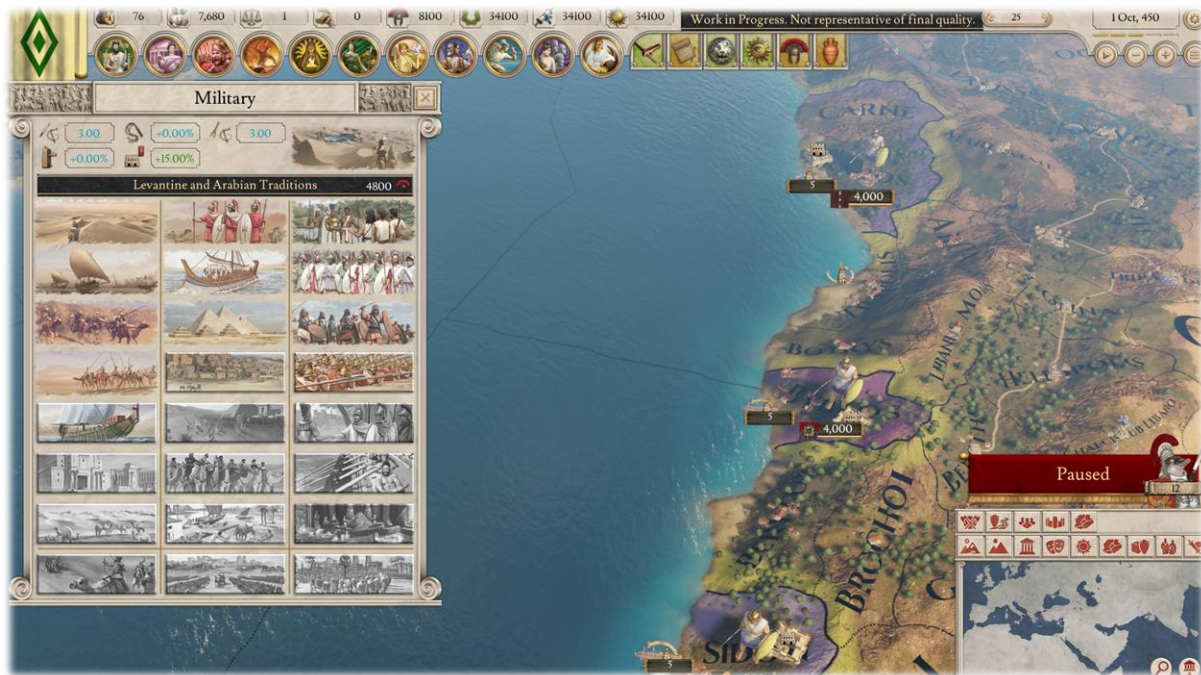 76
7,680
1
0
8100
34100
34100
34100
Work in Progress. Not representative of final quality.
25
1 Oct, 450
Military
3.00
+0.00%
3.00
+0.00%
+15.00%
Levantine and Arabian Traditions 4800
CARNE
5
4,000
BOTRYS
5
4,000
BROCHOI
5
Paused
12